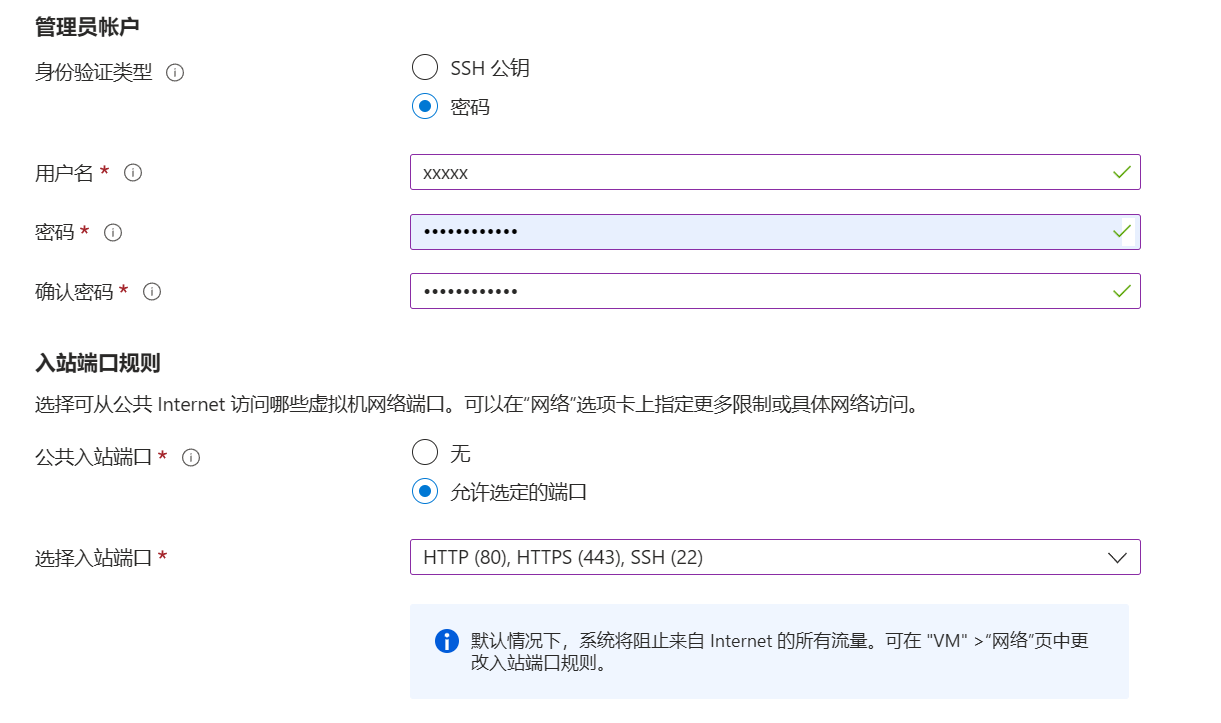 管理员帐户
身份验证类型
SSH 公钥
密码
用户名 *
xxxxx
密码 *
••••••••••••
确认密码 *
••••••••••••
入站端口规则
选择可从公共 Internet 访问哪些虚拟机网络端口。可以在“网络”选项卡上指定更多限制或具体网络访问。
公共入站端口 *
无
允许选定的端口
选择入站端口 *
HTTP (80), HTTPS (443), SSH (22)
默认情况下，系统将阻止来自 Internet 的所有流量。可在 "VM" >“网络”页中更
改入站端口规则。